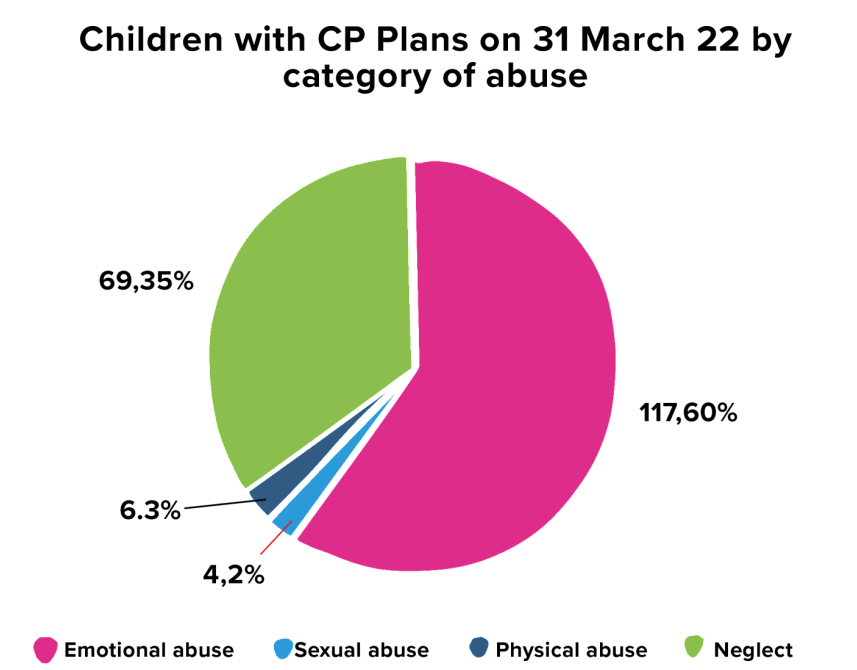 Children with CP Plans on 31 March 22 by
category of abuse
69,35%
117,60%
6.3%
4,2%
Emotional abuse
Sexual abuse
Physical abuse
Neglect